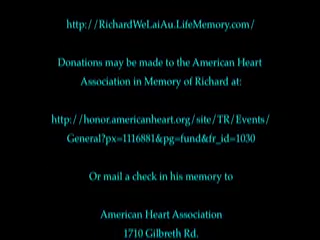 http://RichardWeLaiAu.LifeMemory.com/
Donations may be made to the American Heart
Association in Memory of Richard at:
http://honor.americanheart.org/site/TR/Events/
General?px=1116881&pg=fund&fr_id=1030
Or mail a check in his memory to
American Heart Association
1710 Gilbreth Rd.